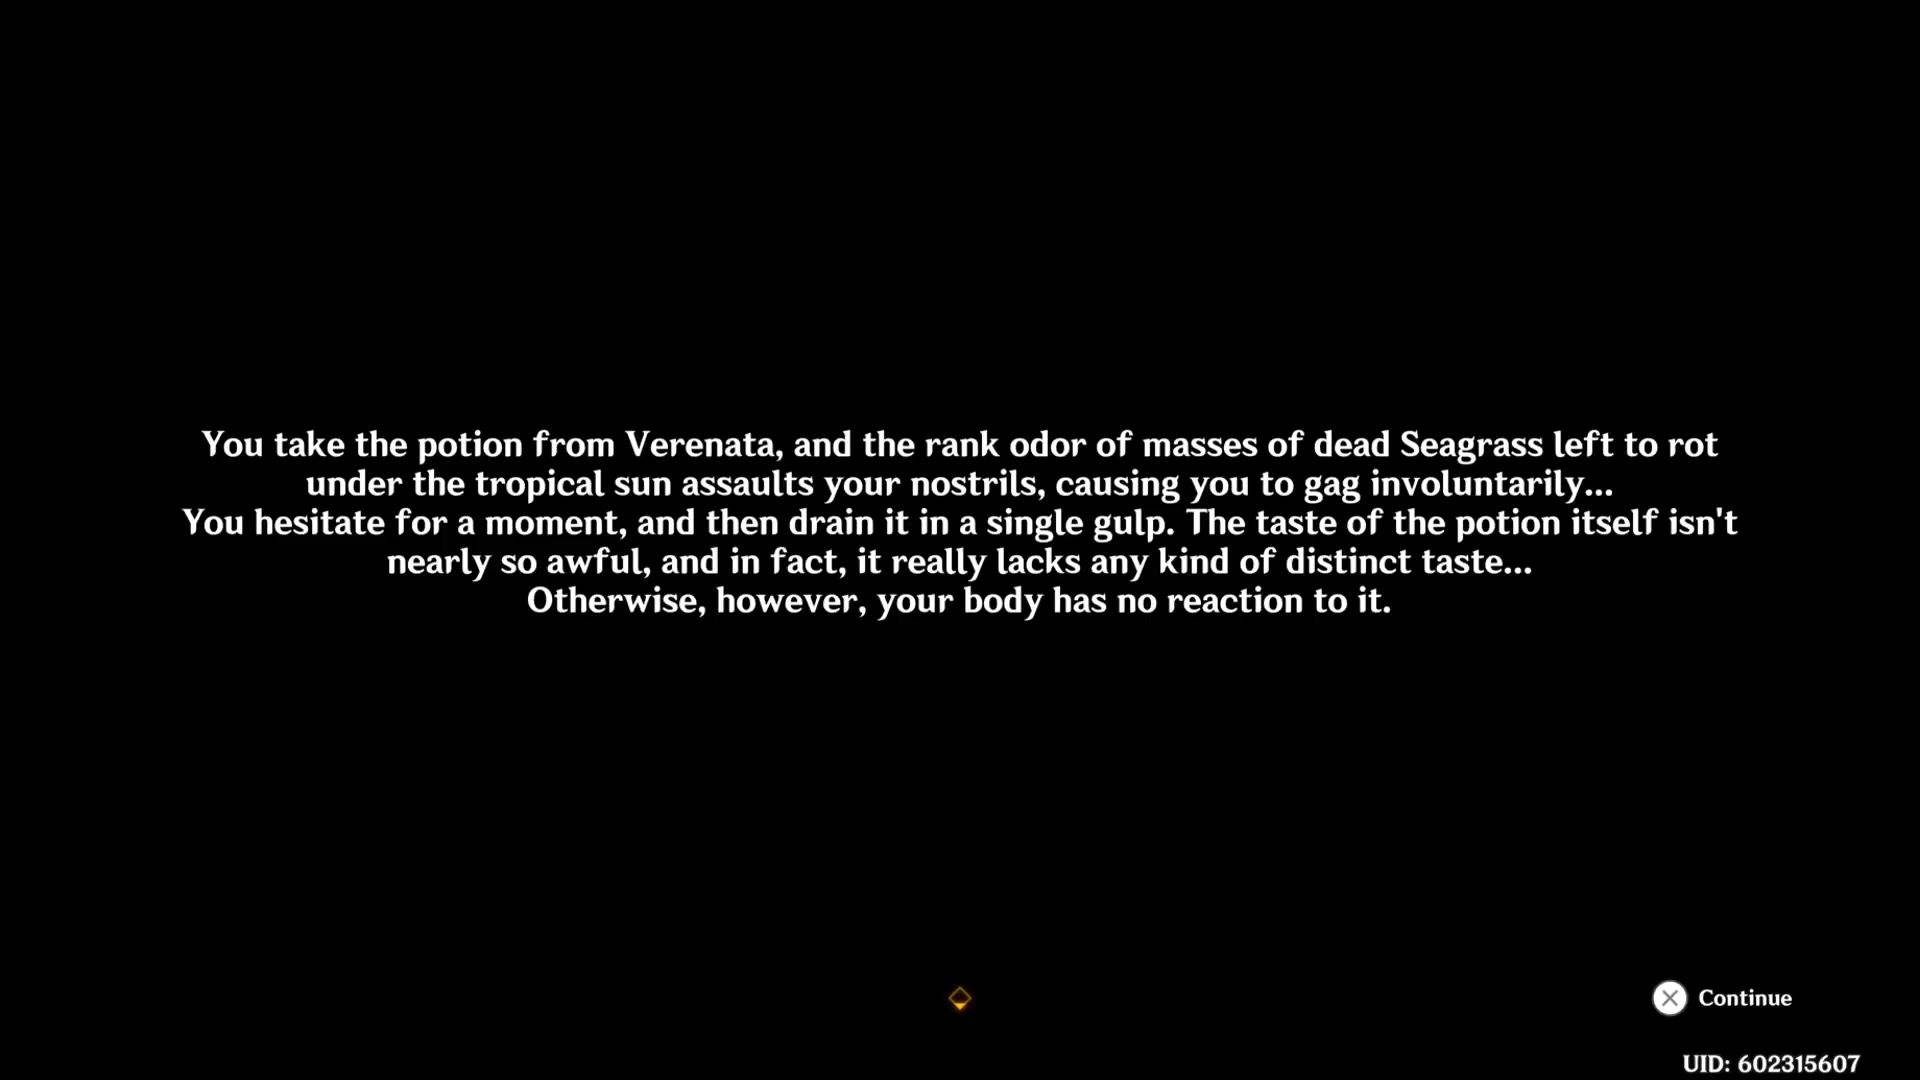 You take the potion from Verenata, and the rank odor of masses of dead Seagrass left to rot
under the tropical sun assaults your nostrils, causing you to gag involuntarily...
You hesitate for a moment, and then drain it in a single gulp. The taste of the potion itself isn't
nearly so awful, and in fact, it really lacks any kind of distinct taste...
Otherwise, however, your body has no reaction to it.
Continue
UID: 602315607